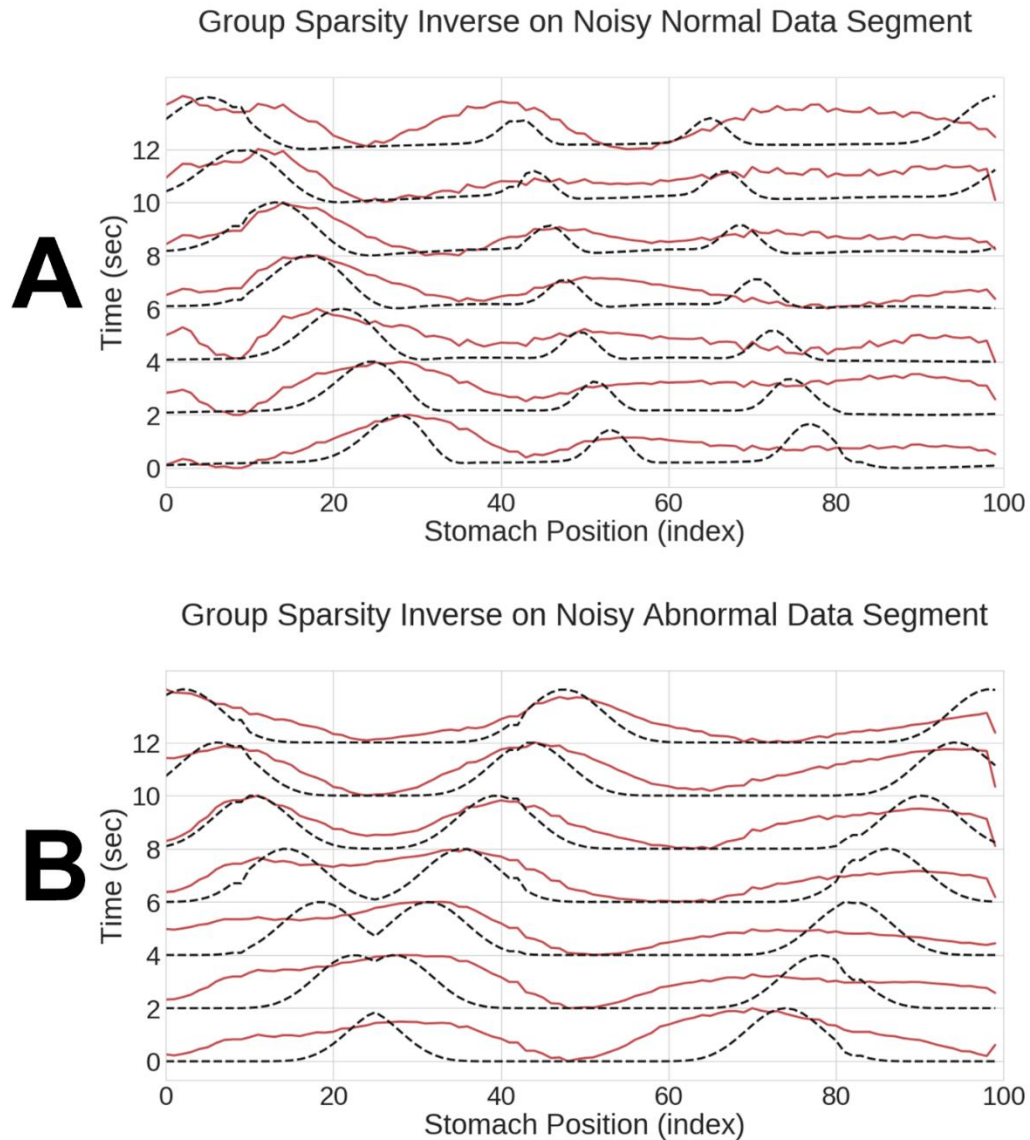 Group Sparsity Inverse on Noisy Normal Data Segment
A
Time (sec)
12
10
8
6
4
2
0
0 20 40 60 80 100
Stomach Position (index)
Group Sparsity Inverse on Noisy Abnormal Data Segment
B
Time (sec)
12
10
8
6
4
2
0
0 20 40 60 80 100
Stomach Position (index)